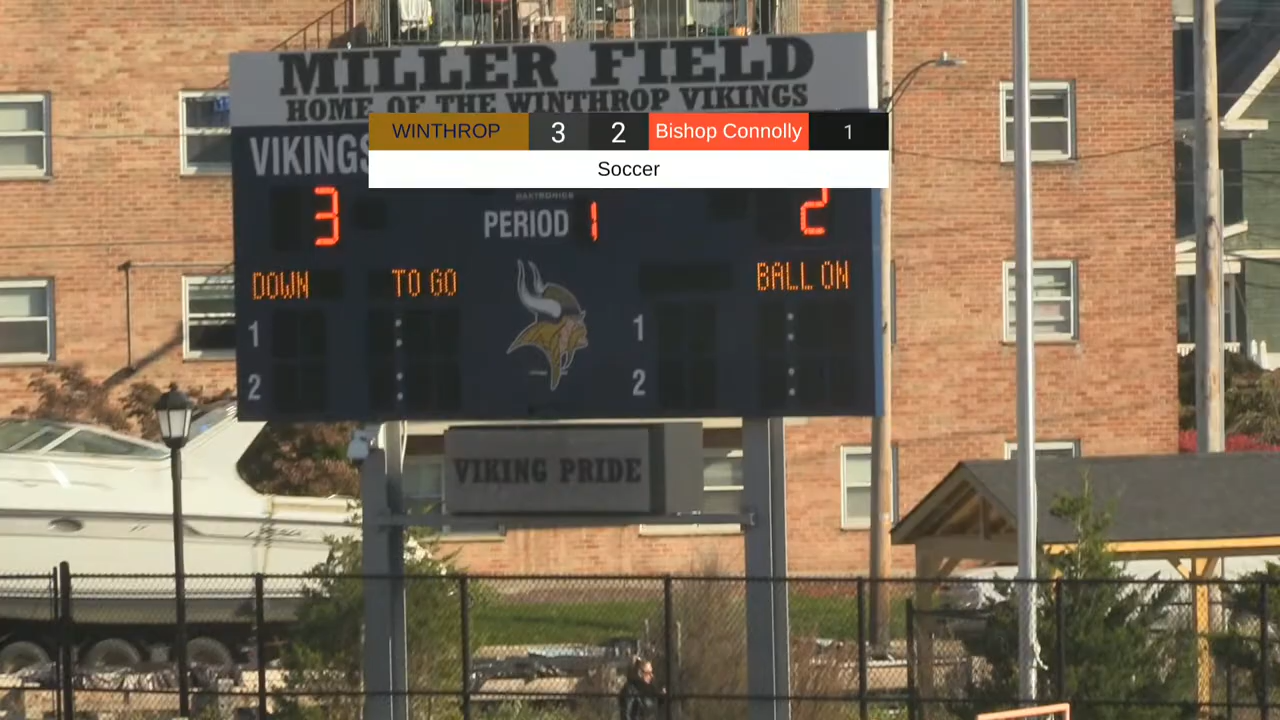 MILLER FIELD
HOME OF THE WINTHROP VIKINGS
WINTHROP 3 2 Bishop Connolly 1
Soccer
VIKINGS
DAKTRONICS
3 PERIOD 1 2
DOWN TO GO BALL ON
1 : 1 :
2 : 2 :
VIKING PRIDE